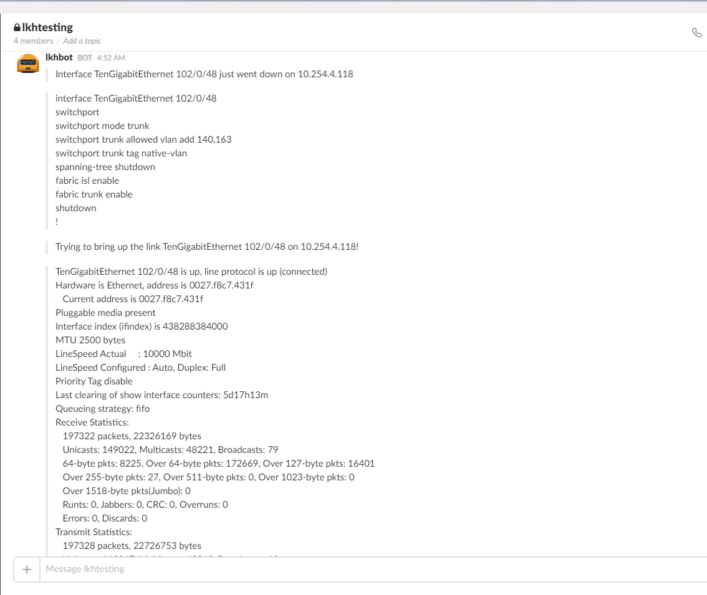 lkhtesting
4 members | Add a topic
lkhbot BOT 4:52 AM
Interface TenGigabitEthernet 102/0/48 just went down on 10.254.4.118
interface TenGigabitEthernet 102/0/48
switchport
switchport mode trunk
switchport trunk allowed vlan add 140,163
switchport trunk tag native-vlan
spanning-tree shutdown
fabric isl enable
fabric trunk enable
shutdown
!
Trying to bring up the link TenGigabitEthernet 102/0/48 on 10.254.4.118!
TenGigabitEthernet 102/0/48 is up, line protocol is up (connected)
Hardware is Ethernet, address is 0027.f8c7.431f
Current address is 0027.f8c7.431f
Pluggable media present
Interface index (ifindex) is 438288384000
MTU 2500 bytes
LineSpeed Actual : 10000 Mbit
LineSpeed Configured : Auto, Duplex: Full
Priority Tag disable
Last clearing of show interface counters: 5d17h13m
Queueing strategy: fifo
Receive Statistics:
197322 packets, 22326169 bytes
Unicasts: 149022, Multicasts: 48221, Broadcasts: 79
64-byte pkts: 8225, Over 64-byte pkts: 172669, Over 127-byte pkts: 16401
Over 255-byte pkts: 27, Over 511-byte pkts: 0, Over 1023-byte pkts: 0
Over 1518-byte pkts(Jumbo): 0
Runts: 0, Jabbers: 0, CRC: 0, Overruns: 0
Errors: 0, Discards: 0
Transmit Statistics:
197328 packets, 22726753 bytes
Message lkhtesting